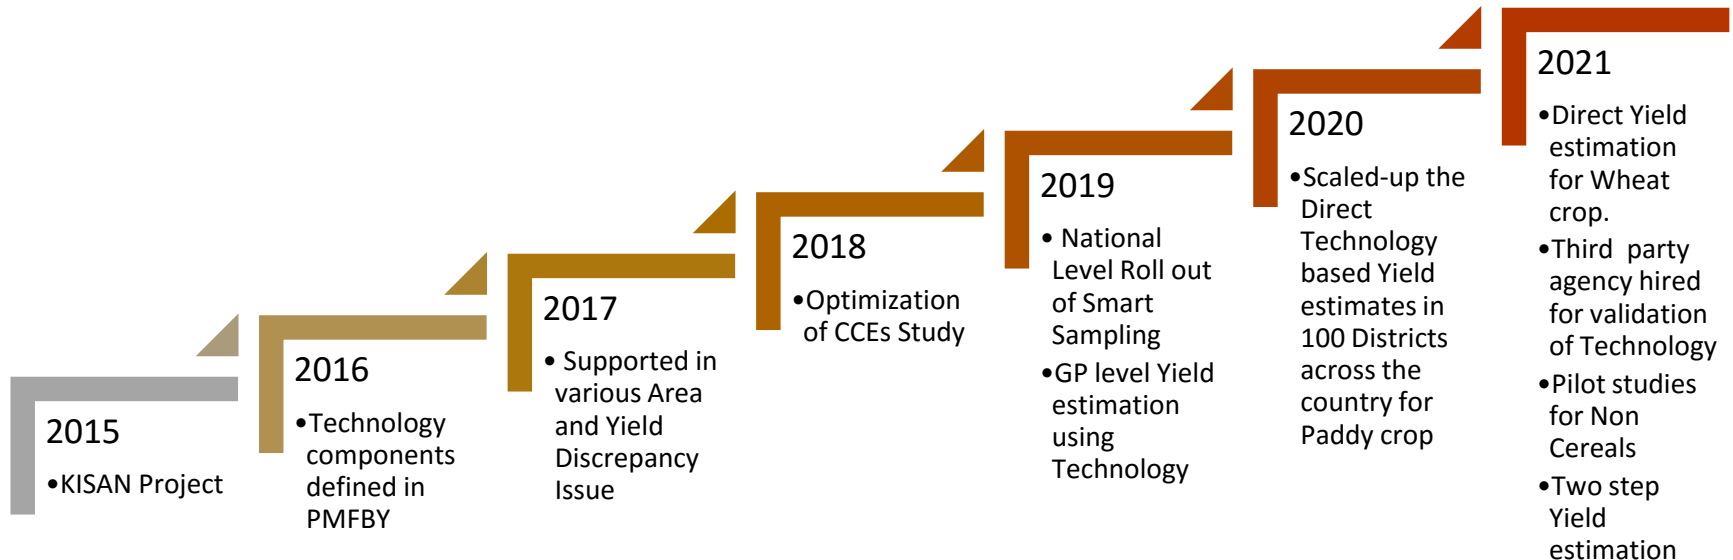 2015
•KISAN Project
2016
•Technology
components
defined in
PMFBY
2017
• Supported in
various Area
and Yield
Discrepancy
Issue
2018
•Optimization
of CCEs Study
2019
• National
Level Roll out
of Smart
Sampling
•GP level Yield
estimation
using
Technology
2020
•Scaled-up the
Direct
Technology
based Yield
estimates in
100 Districts
across the
country for
Paddy crop
2021
•Direct Yield
estimation
for Wheat
crop.
•Third party
agency hired
for validation
of Technology
•Pilot studies
for Non
Cereals
•Two step
Yield
estimation